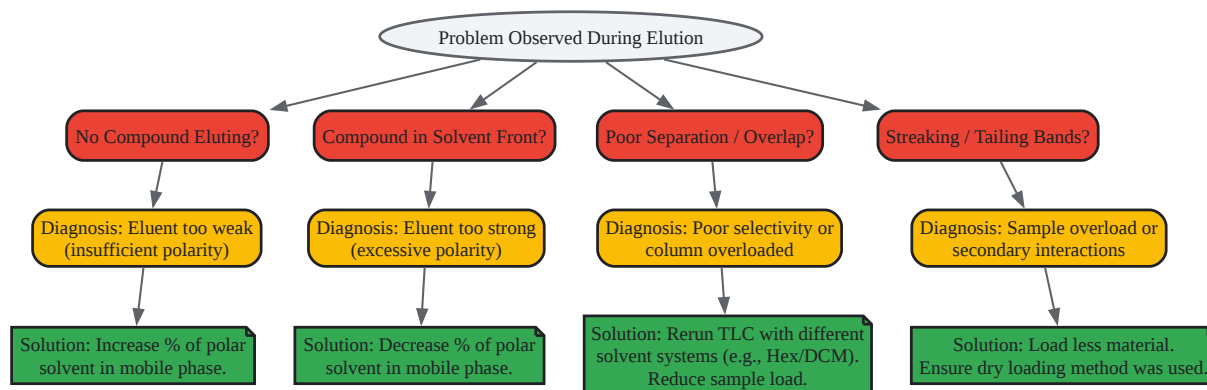 Problem Observed During Elution
No Compound Eluting?
Compound in Solvent Front?
Poor Separation / Overlap?
Streaking / Tailing Bands?
Diagnosis: Eluent too weak
(insufficient polarity)
Diagnosis: Eluent too strong
(excessive polarity)
Diagnosis: Poor selectivity or
column overloaded
Diagnosis: Sample overload or
secondary interactions
Solution: Increase % of polar
solvent in mobile phase.
Solution: Decrease % of polar
solvent in mobile phase.
Solution: Rerun TLC with different
solvent systems (e.g., Hex/DCM).
Reduce sample load.
Solution: Load less material.
Ensure dry loading method was used.